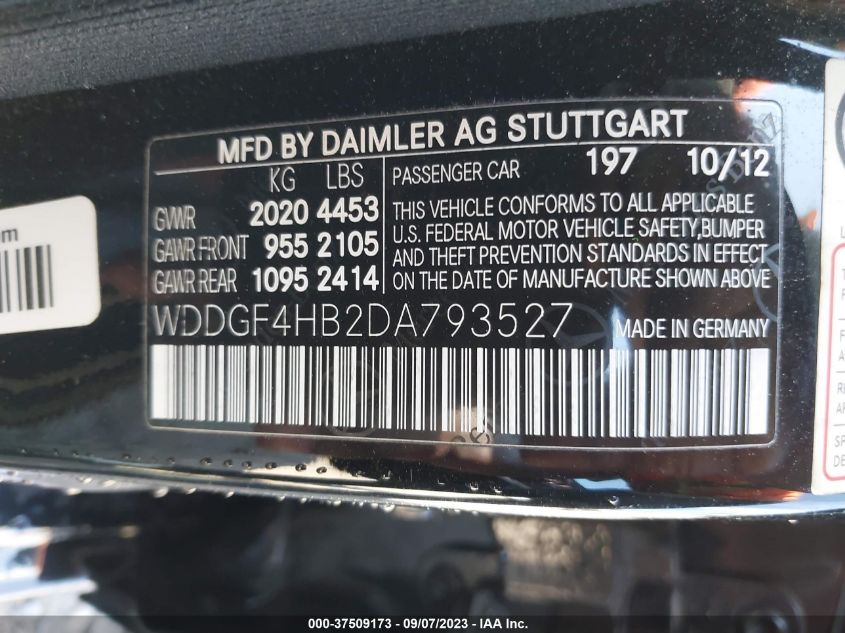 MFD BY DAIMLER AG STUTTGART
KG LBS
GVWR 2020 4453
GAWR FRONT 955 2105
GAWR REAR 1095 2414
PASSENGER CAR 197 10/12
THIS VEHICLE CONFORMS TO ALL APPLICABLE
U.S. FEDERAL MOTOR VEHICLE SAFETY,BUMPER
AND THEFT PREVENTION STANDARDS IN EFFECT
ON THE DATE OF MANUFACTURE SHOWN ABOVE
WDDGF4HB2DA793527 MADE IN GERMANY
000-37509173 - 09/07/2023 - IAAI.com